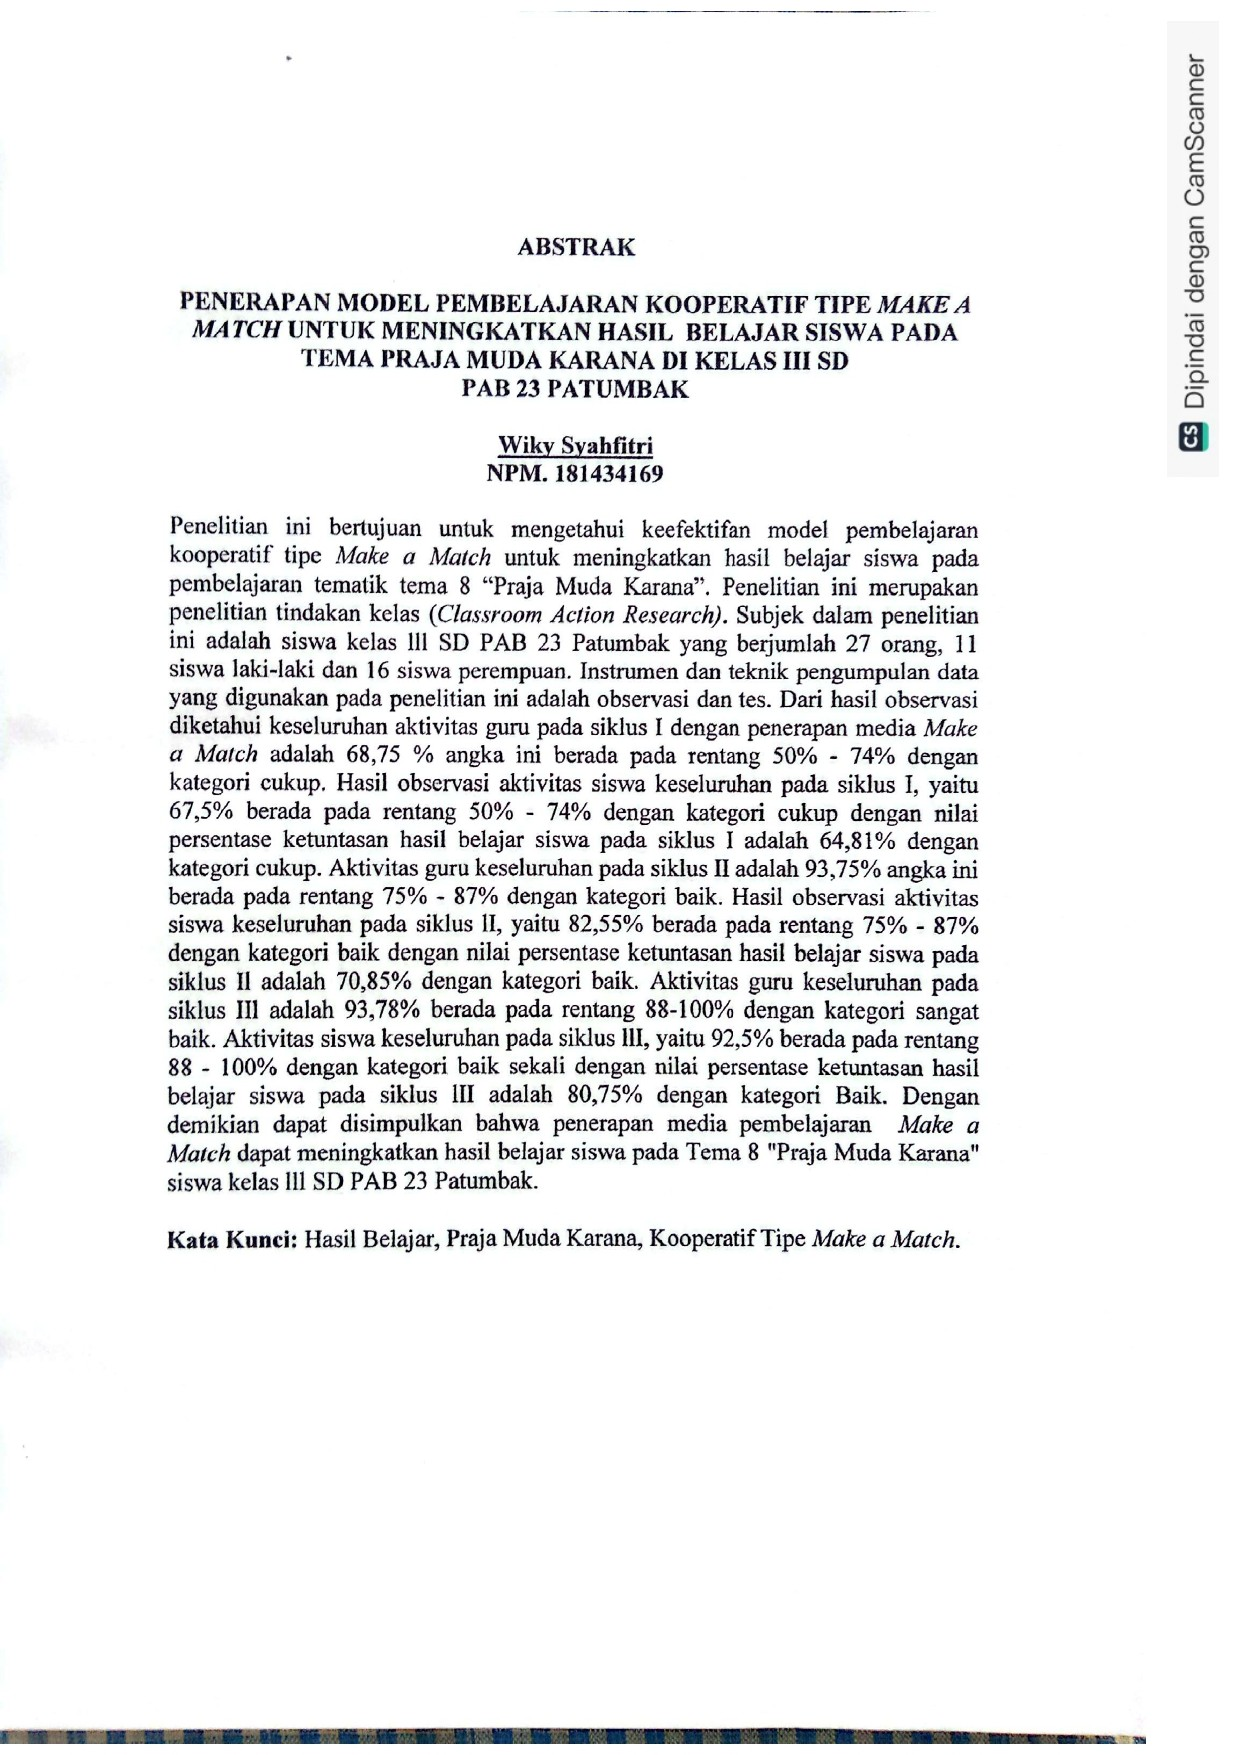 ABSTRAK
PENERAPAN MODEL PEMBELAJARAN KOOPERATIF TIPE MAKE A
MATCH UNTUK MENINGKATKAN HASIL BELAJAR SISWA PADA
TEMA PRAJA MUDA KARANA DI KELAS III SD
PAB 23 PATUMBAK
Wiky Syahfitri
NPM. 181434169
Penelitian ini bertujuan untuk mengetahui keefektifan model pembelajaran
kooperatif tipe Make a Match untuk meningkatkan hasil belajar siswa pada
pembelajaran tematik tema 8 “Praja Muda Karana”. Penelitian ini merupakan
penelitian tindakan kelas (Classroom Action Research). Subjek dalam penelitian
ini adalah siswa kelas III SD PAB 23 Patumbak yang berjumlah 27 orang, 11
siswa laki-laki dan 16 siswa perempuan. Instrumen dan teknik pengumpulan data
yang digunakan pada penelitian ini adalah observasi dan tes. Dari hasil observasi
diketahui keseluruhan aktivitas guru pada siklus I dengan penerapan media Make
a Match adalah 68,75 % angka ini berada pada rentang 50% - 74% dengan
kategori cukup. Hasil observasi aktivitas siswa keseluruhan pada siklus I, yaitu
67,5% berada pada rentang 50% - 74% dengan kategori cukup dengan nilai
persentase ketuntasan hasil belajar siswa pada siklus I adalah 64,81% dengan
kategori cukup. Aktivitas guru keseluruhan pada siklus II adalah 93,75% angka ini
berada pada rentang 75% - 87% dengan kategori baik. Hasil observasi aktivitas
siswa keseluruhan pada siklus II, yaitu 82,55% berada pada rentang 75% - 87%
dengan kategori baik dengan nilai persentase ketuntasan hasil belajar siswa pada
siklus II adalah 70,85% dengan kategori baik. Aktivitas guru keseluruhan pada
siklus III adalah 93,78% berada pada rentang 88-100% dengan kategori sangat
baik. Aktivitas siswa keseluruhan pada siklus III, yaitu 92,5% berada pada rentang
88 - 100% dengan kategori baik sekali dengan nilai persentase ketuntasan hasil
belajar siswa pada siklus III adalah 80,75% dengan kategori Baik. Dengan
demikian dapat disimpulkan bahwa penerapan media pembelajaran Make a
Match dapat meningkatkan hasil belajar siswa pada Tema 8 "Praja Muda Karana"
siswa kelas III SD PAB 23 Patumbak.
Kata Kunci: Hasil Belajar, Praja Muda Karana, Kooperatif Tipe Make a Match.
CS Dipindai dengan CamScanner